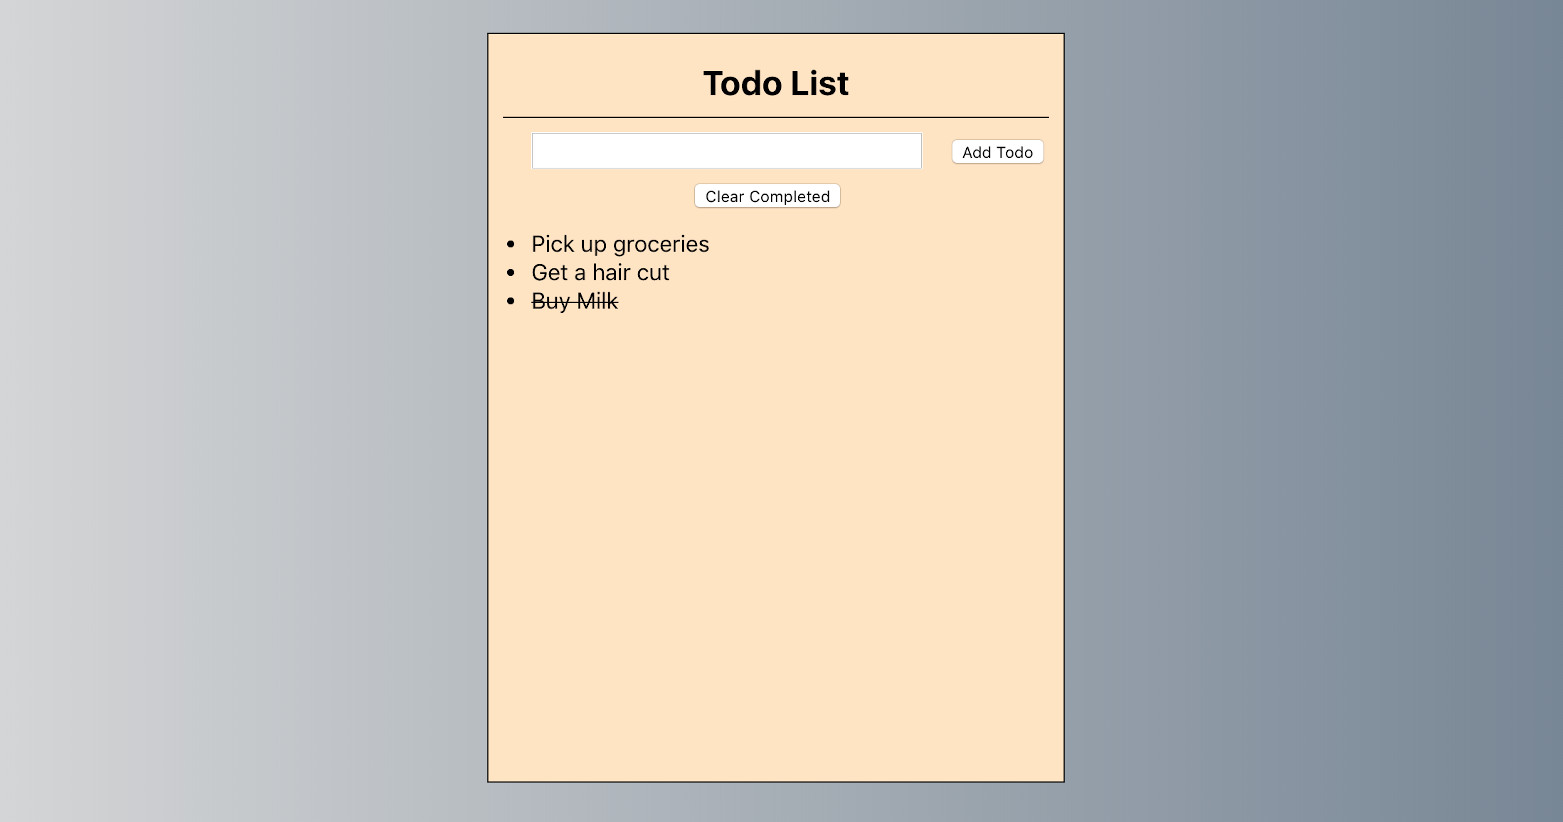 Todo List
Add Todo
Clear Completed
Pick up groceries
Get a hair cut
Buy Milk